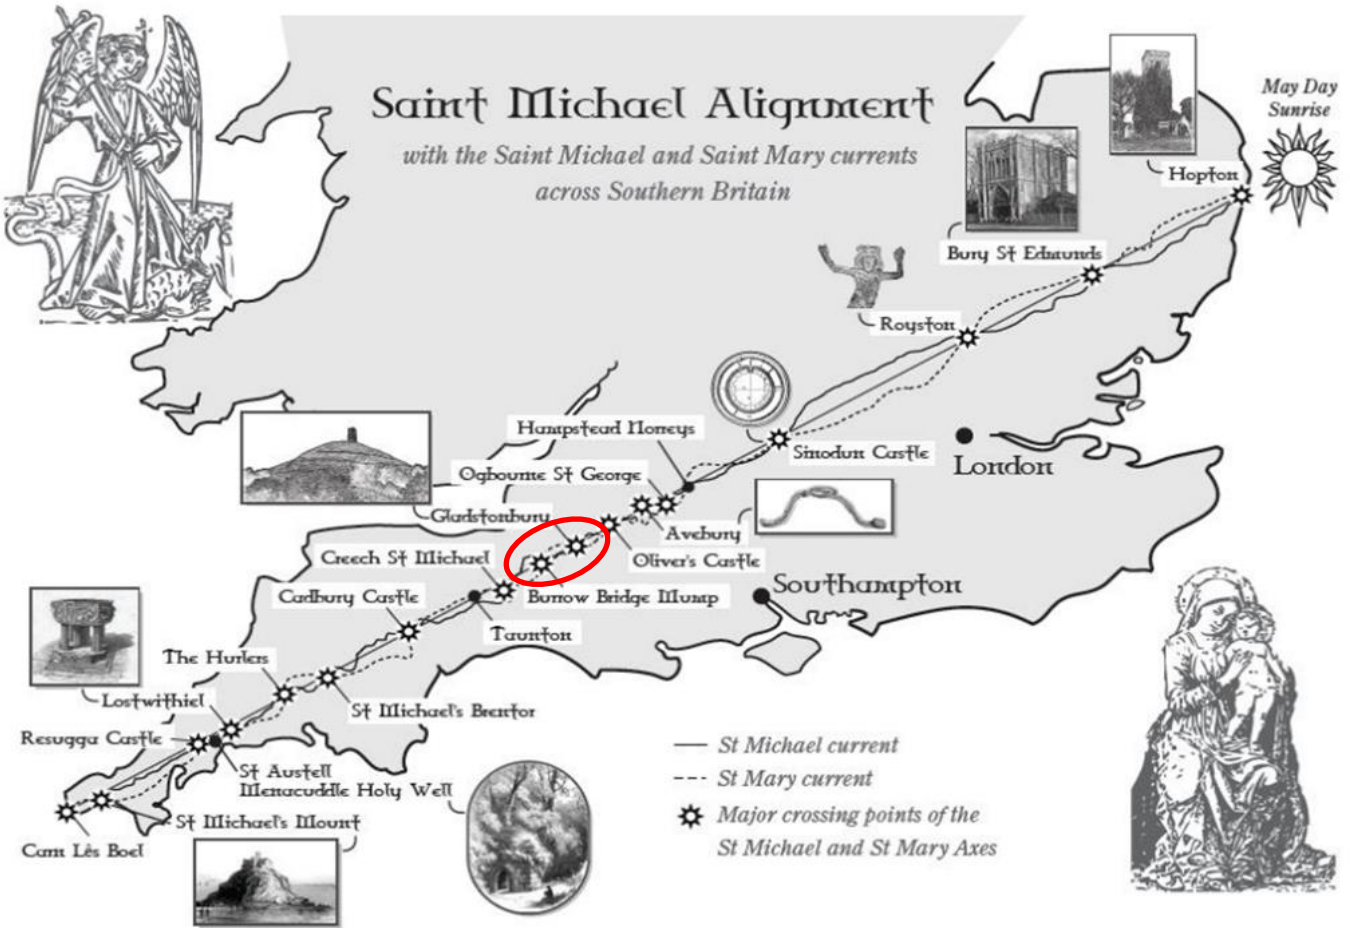 Saint Michael Alignment
with the Saint Michael and Saint Mary currents
across Southern Britain
May Day
Sunrise
Hopton
Bury St Edmunds
Royston
Hampstead Norreys
Sinodun Castle
London
Ogbourne St George
Gladstonbury
Avebury
Creech St Michael
Oliver's Castle
Cadbury Castle
Burrow Bridge Mump
Southampton
Taunton
The Hurlers
Lostwithiel
St Michael's Brentor
Resugga Castle
St Austell
Menacuddle Holy Well
St Michael's Mount
Carn Lês Boel
St Michael current
St Mary current
Major crossing points of the
St Michael and St Mary Axes